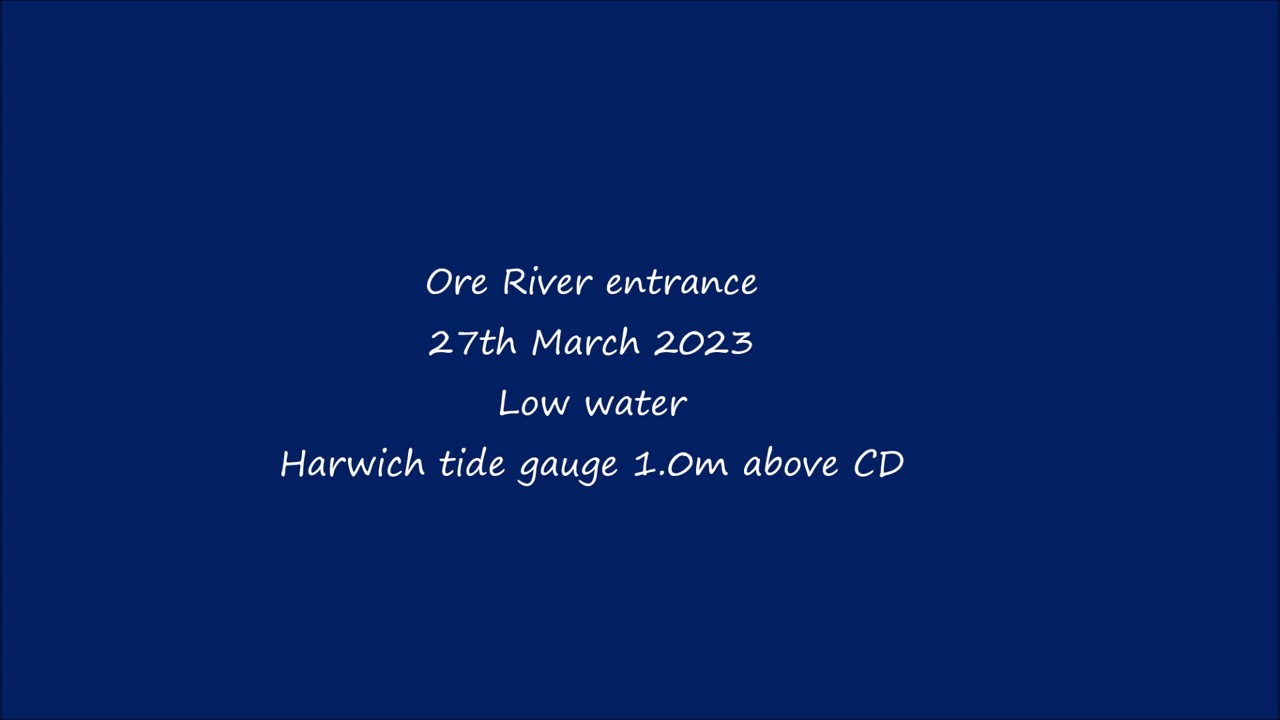 Ore River entrance
27th March 2023
Low water
Harwich tide gauge 1.0m above CD